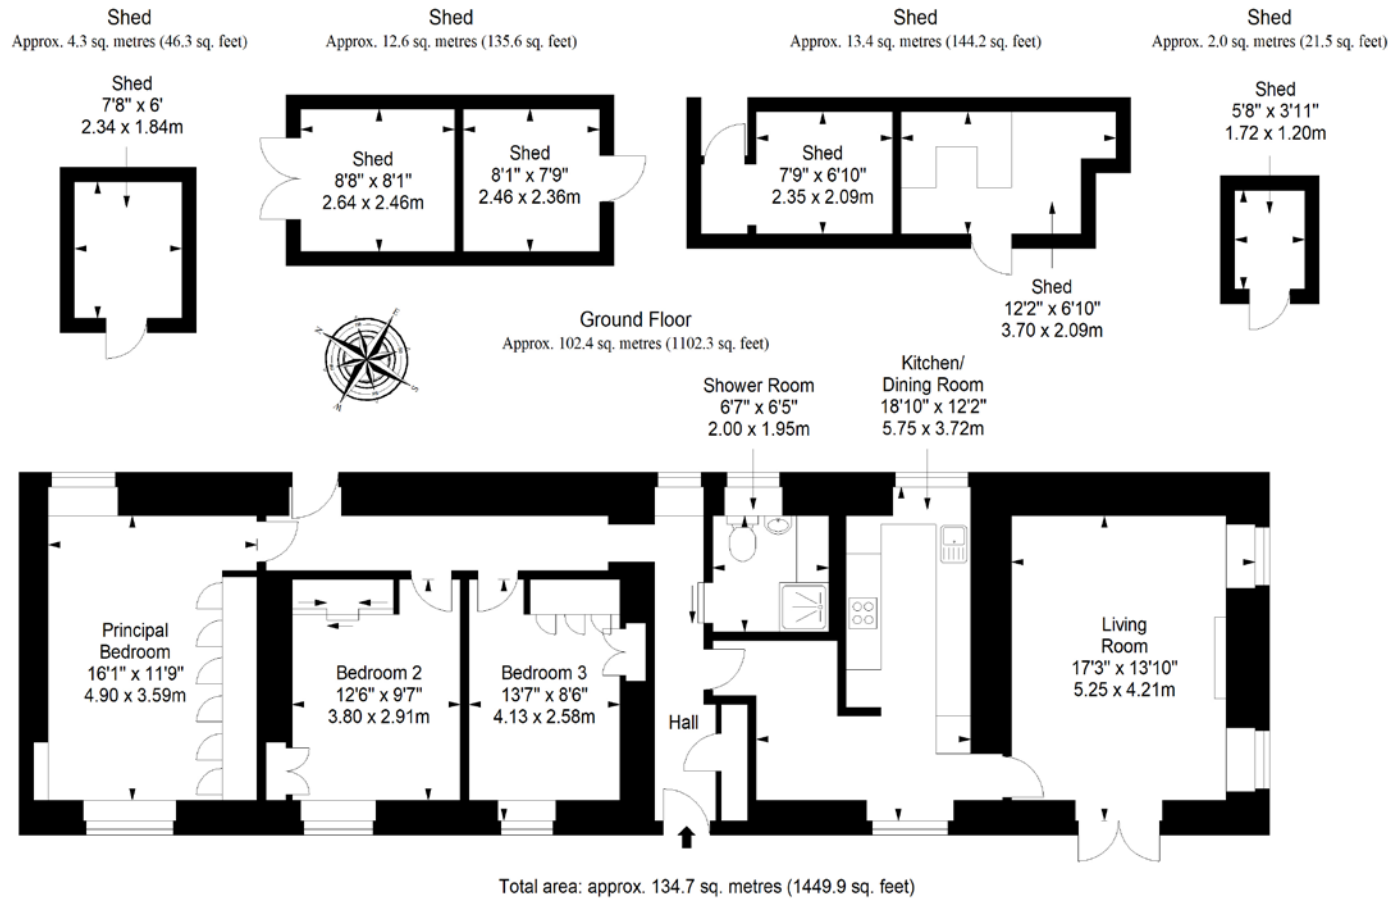 Shed
Approx. 4.3 sq. metres (46.3 sq. feet)
Shed
7'8" x 6'
2.34 x 1.84m
Shed
Approx. 12.6 sq. metres (135.6 sq. feet)
Shed
8'8" x 8'1"
2.64 x 2.46m
Shed
8'1" x 7'9"
2.46 x 2.36m
Shed
Approx. 13.4 sq. metres (144.2 sq. feet)
Shed
7'9" x 6'10"
2.35 x 2.09m
Shed
12'2" x 6'10"
3.70 x 2.09m
Shed
Approx. 2.0 sq. metres (21.5 sq. feet)
Shed
5'8" x 3'11"
1.72 x 1.20m
Ground Floor
Approx. 102.4 sq. metres (1102.3 sq. feet)
N
E
S
W
Shower Room
6'7" x 6'5"
2.00 x 1.95m
Kitchen/
Dining Room
18'10" x 12'2"
5.75 x 3.72m
Principal
Bedroom
16'1" x 11'9"
4.90 x 3.59m
Bedroom 2
12'6" x 9'7"
3.80 x 2.91m
Bedroom 3
13'7" x 8'6"
4.13 x 2.58m
Hall
Living
Room
17'3" x 13'10"
5.25 x 4.21m
Total area: approx. 134.7 sq. metres (1449.9 sq. feet)